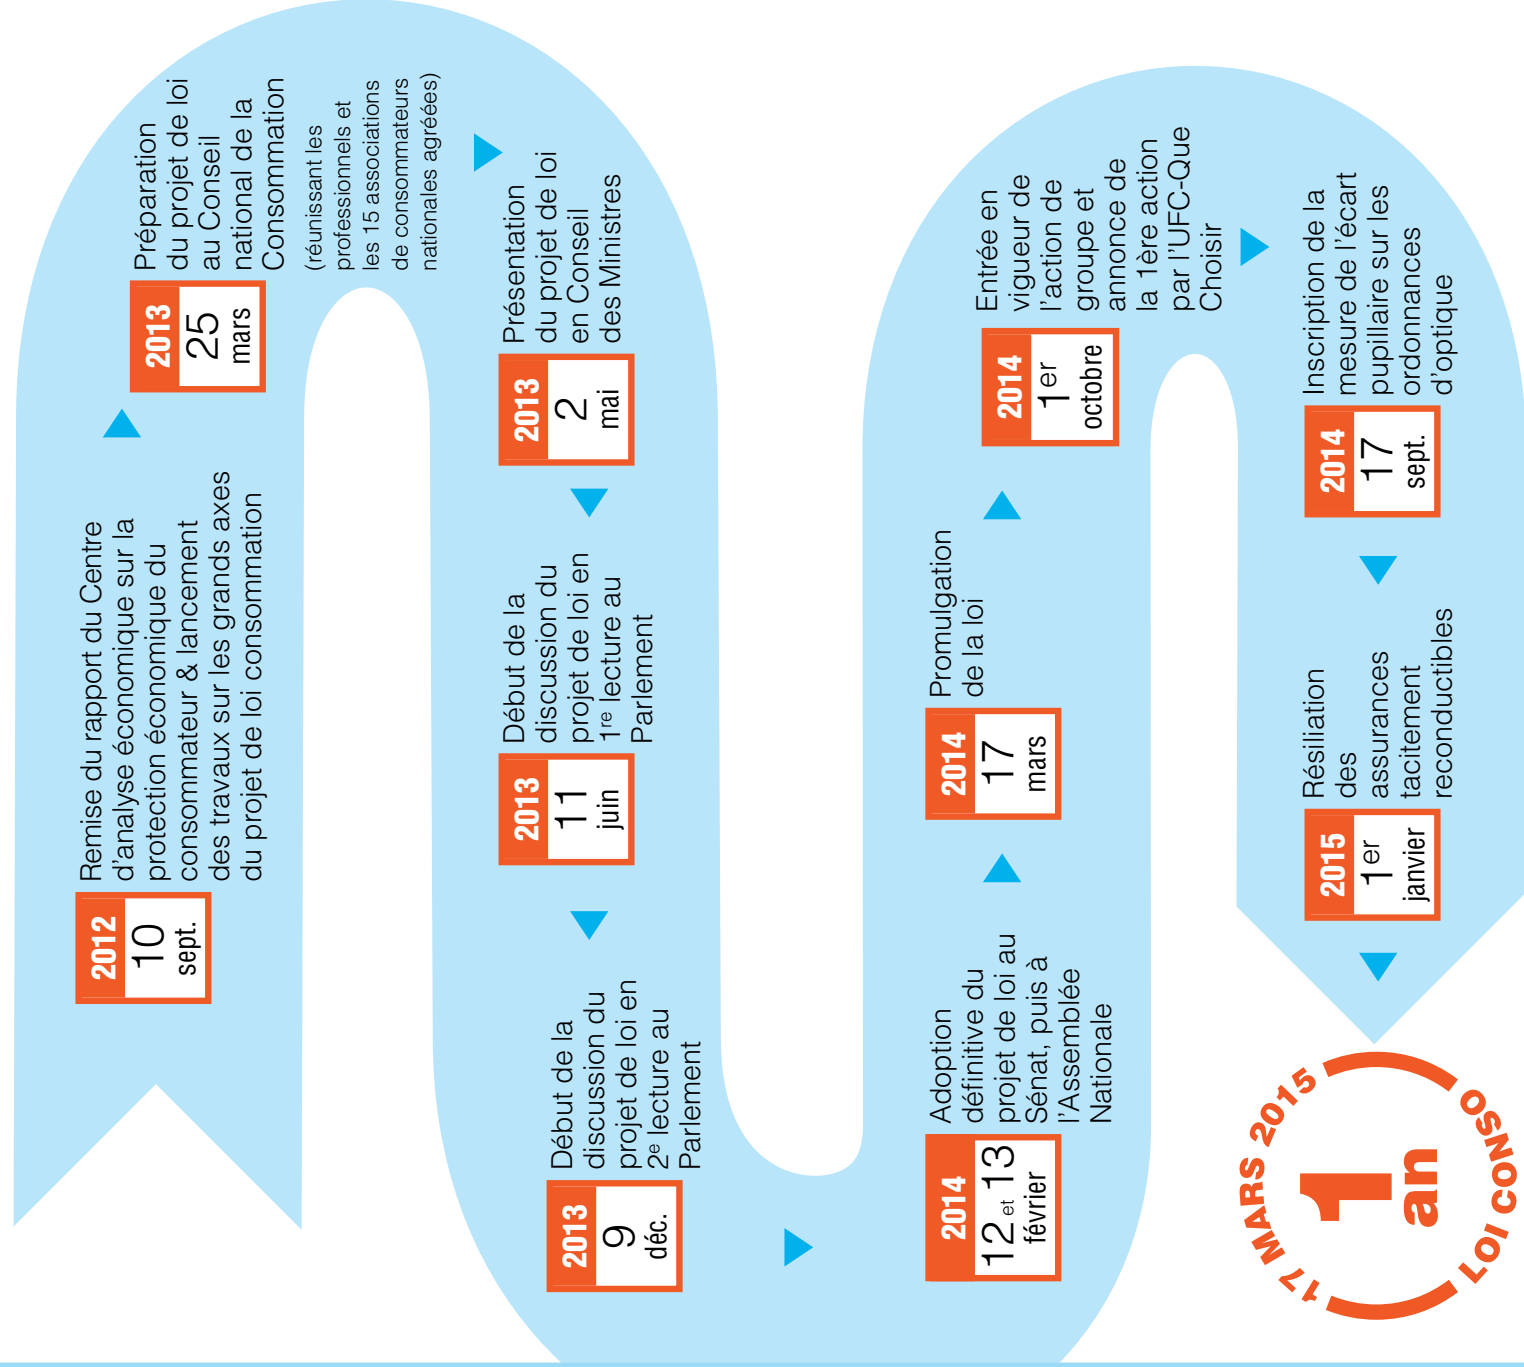 2012
10
sept.
Remise du rapport du Centre
d'analyse économique sur la
protection économique du
consommateur & lancement
des travaux sur les grands axes
du projet de loi consommation
2013
25
mars
Préparation
du projet de loi
au Conseil
national de la
Consommation
(réunissant les
professionnels et
les 15 associations
de consommateurs
nationales agréées)
2013
2
mai
Présentation
du projet de loi
en Conseil
des Ministres
2013
11
juin
Début de la
discussion du
projet de loi en
1re lecture au
Parlement
2013
9
déc.
Début de la
discussion du
projet de loi en
2e lecture au
Parlement
2014
12 et 13
février
Adoption
définitive du
projet de loi au
Sénat, puis à
l'Assemblée
Nationale
2014
17
mars
Promulgation
de la loi
2014
1er
octobre
Entrée en
vigueur de
l'action de
groupe et
annonce de
la 1ère action
par l'UFC-Que
Choisir
2014
17
sept.
Inscription de la
mesure de l'écart
pupillaire sur les
ordonnances
d'optique
2015
1er
janvier
Résiliation
des
assurances
tacitement
reconductibles
17 MARS 2015
1
an
LOI CONSO